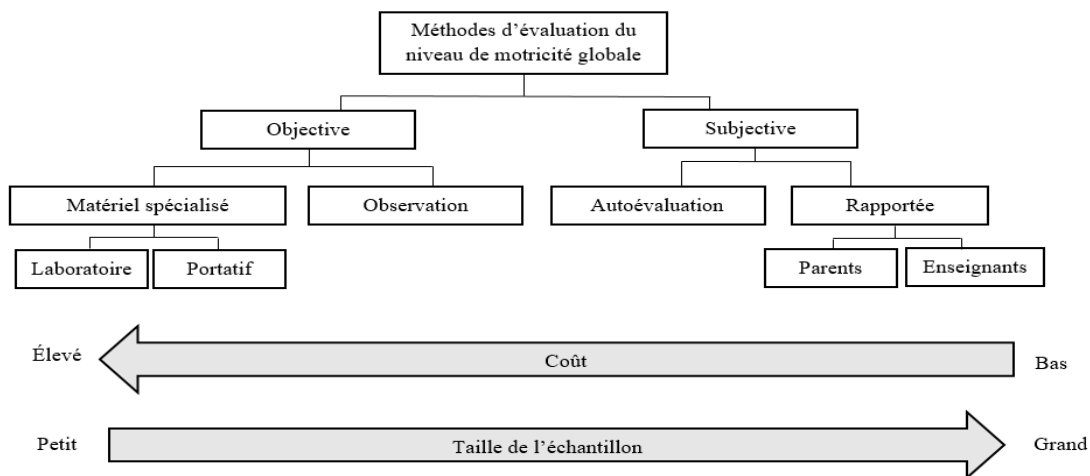 Méthodes d’évaluation du
niveau de motricité globale
Objective
Subjective
Matériel spécialisé
Observation
Autoévaluation
Rapportée
Laboratoire
Portatif
Parents
Enseignants
Élevé
Coût
Bas
Petit
Taille de l’échantillon
Grand